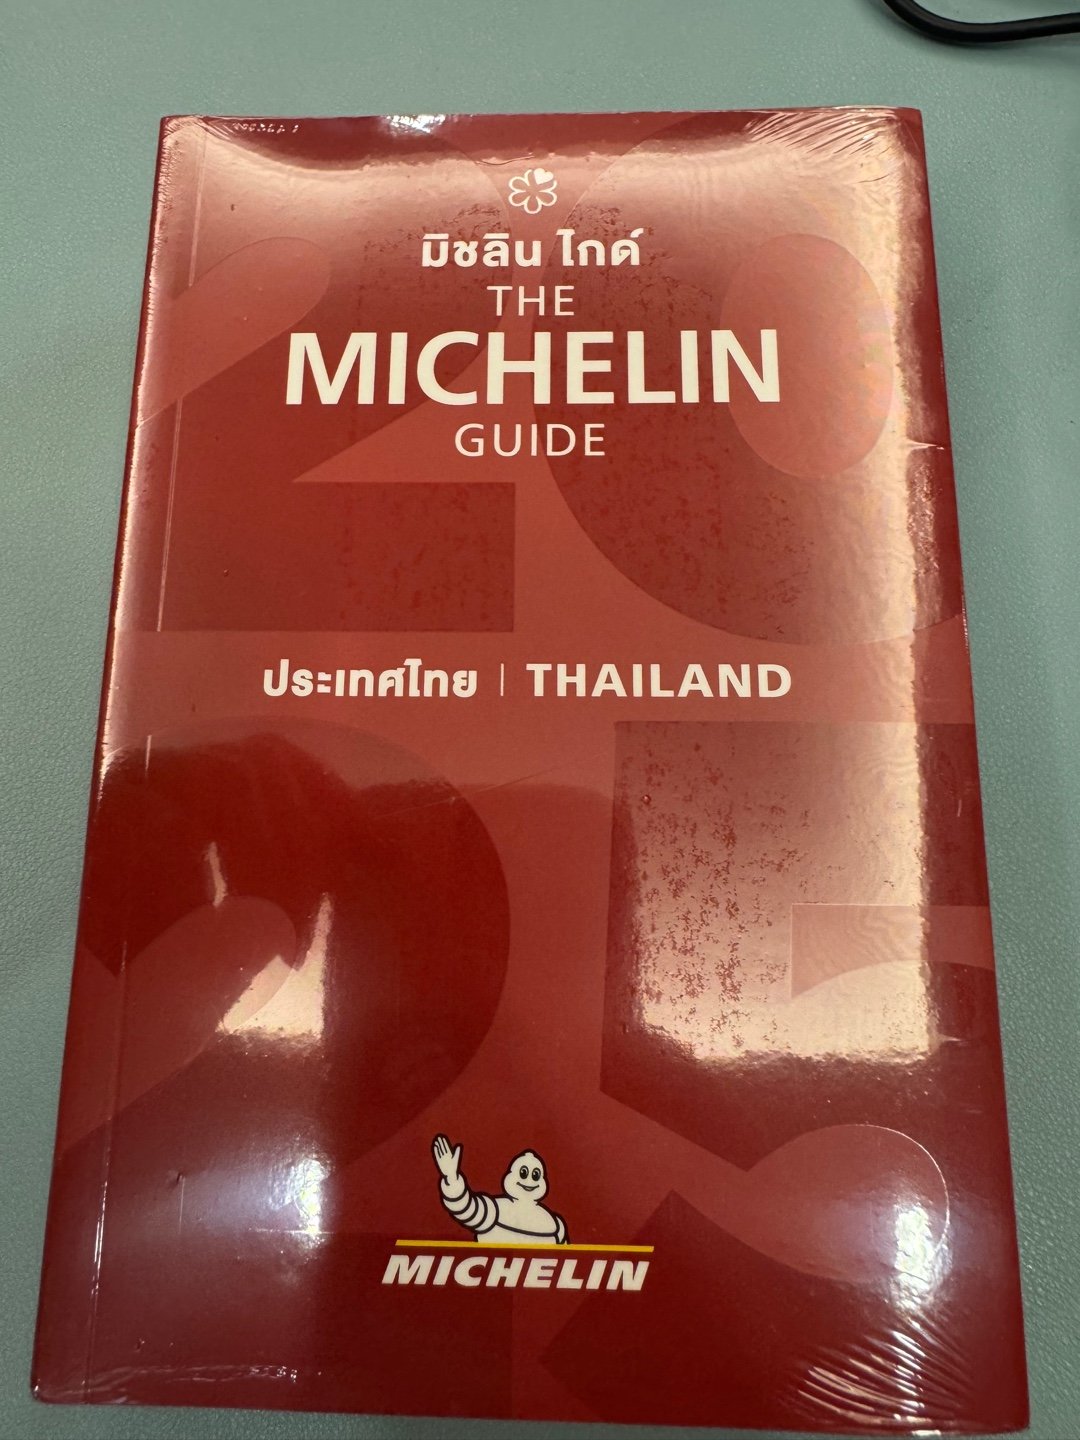 มิชลิน ไกด์
THE
MICHELIN
GUIDE
ประเทศไทย | THAILAND
2025
MICHELIN